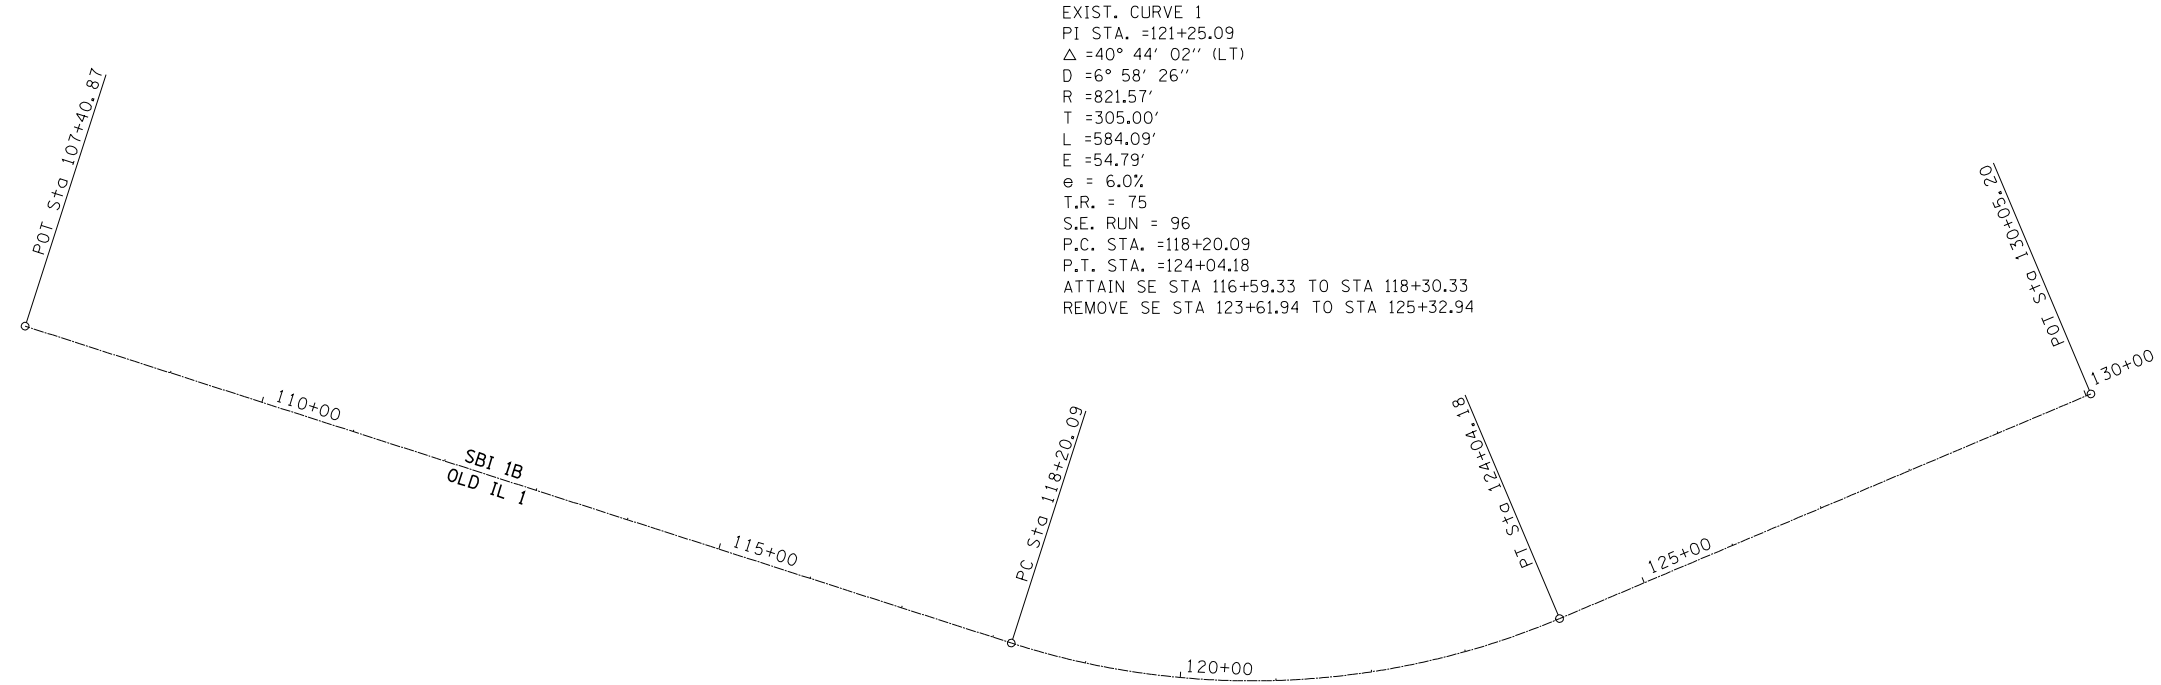 EXIST. CURVE 1
PI STA. =121+25.09
△ =40° 44' 02'' (LT)
D =6° 58' 26''
R =821.57'
T =305.00'
L =584.09'
E =54.79'
e = 6.0%
T.R. = 75
S.E. RUN = 96
P.C. STA. =118+20.09
P.T. STA. =124+04.18
ATTAIN SE STA 116+59.33 TO STA 118+30.33
REMOVE SE STA 123+61.94 TO STA 125+32.94
POT Sta 107+40.87
110+00
SBI 1B
OLD IL 1
115+00
PC Sta 118+20.09
120+00
PT Sta 124+04.18
125+00
POT Sta 130+05.20
130+00